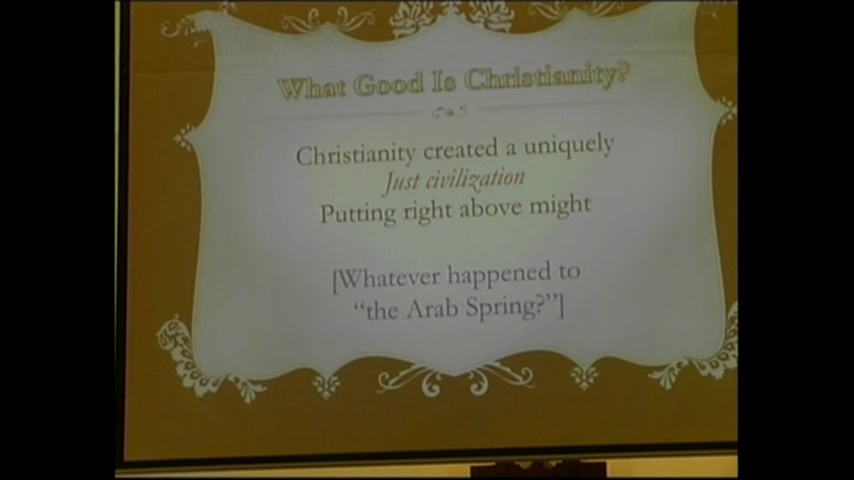 What Good Is Christianity?
Christianity created a uniquely
Just civilization
Putting right above might
[Whatever happened to
“the Arab Spring?”]